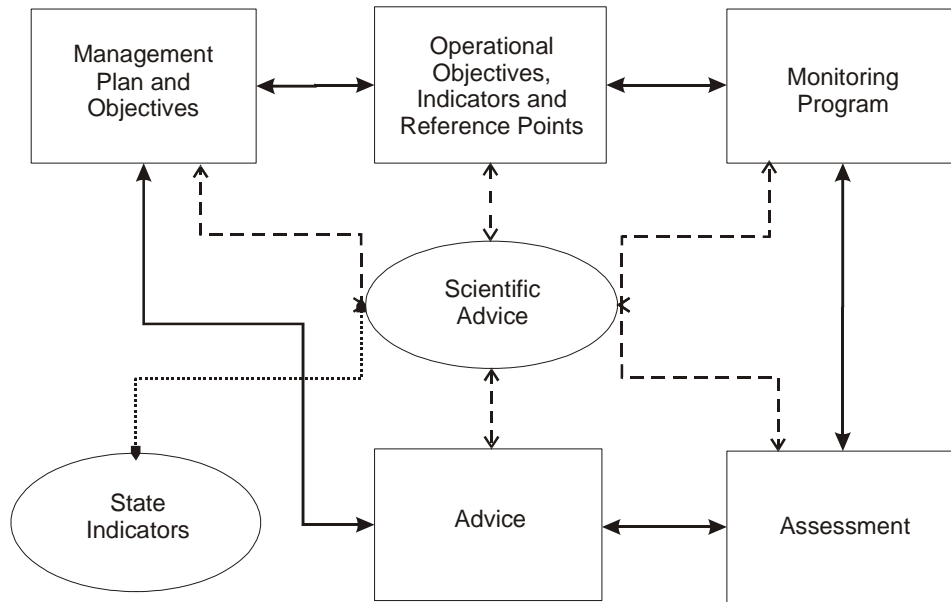 Management
Plan and
Objectives
Operational
Objectives,
Indicators and
Reference Points
Monitoring
Program
Scientific
Advice
State
Indicators
Advice
Assessment